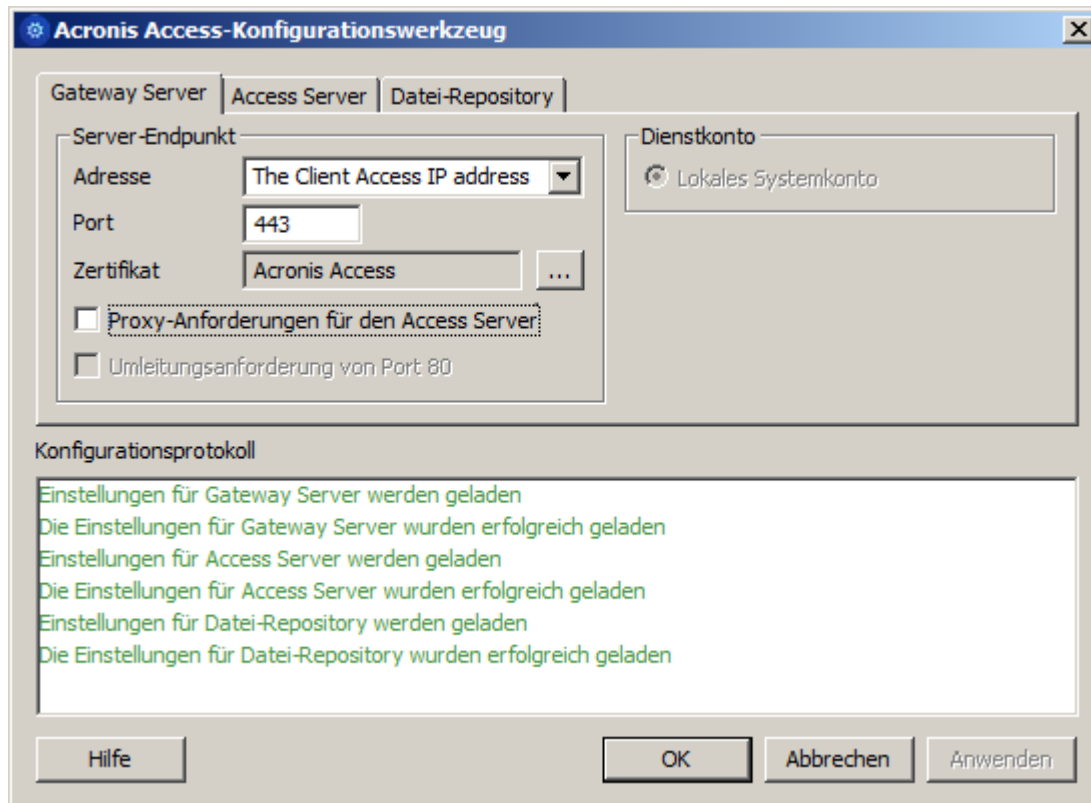 Acronis Access-Konfigurationswerkzeug
Gateway Server
Access Server
Datei-Repository
Server-Endpunkt
Adresse
The Client Access IP address
Port
443
Zertifikat
Acronis Access
...
Proxy-Anforderungen für den Access Server
Umleitungsanforderung von Port 80
Dienstkonto
Lokales Systemkonto
Konfigurationsprotokoll
Einstellungen für Gateway Server werden geladen
Die Einstellungen für Gateway Server wurden erfolgreich geladen
Einstellungen für Access Server werden geladen
Die Einstellungen für Access Server wurden erfolgreich geladen
Einstellungen für Datei-Repository werden geladen
Die Einstellungen für Datei-Repository wurden erfolgreich geladen
Hilfe
OK
Abbrechen
Anwenden